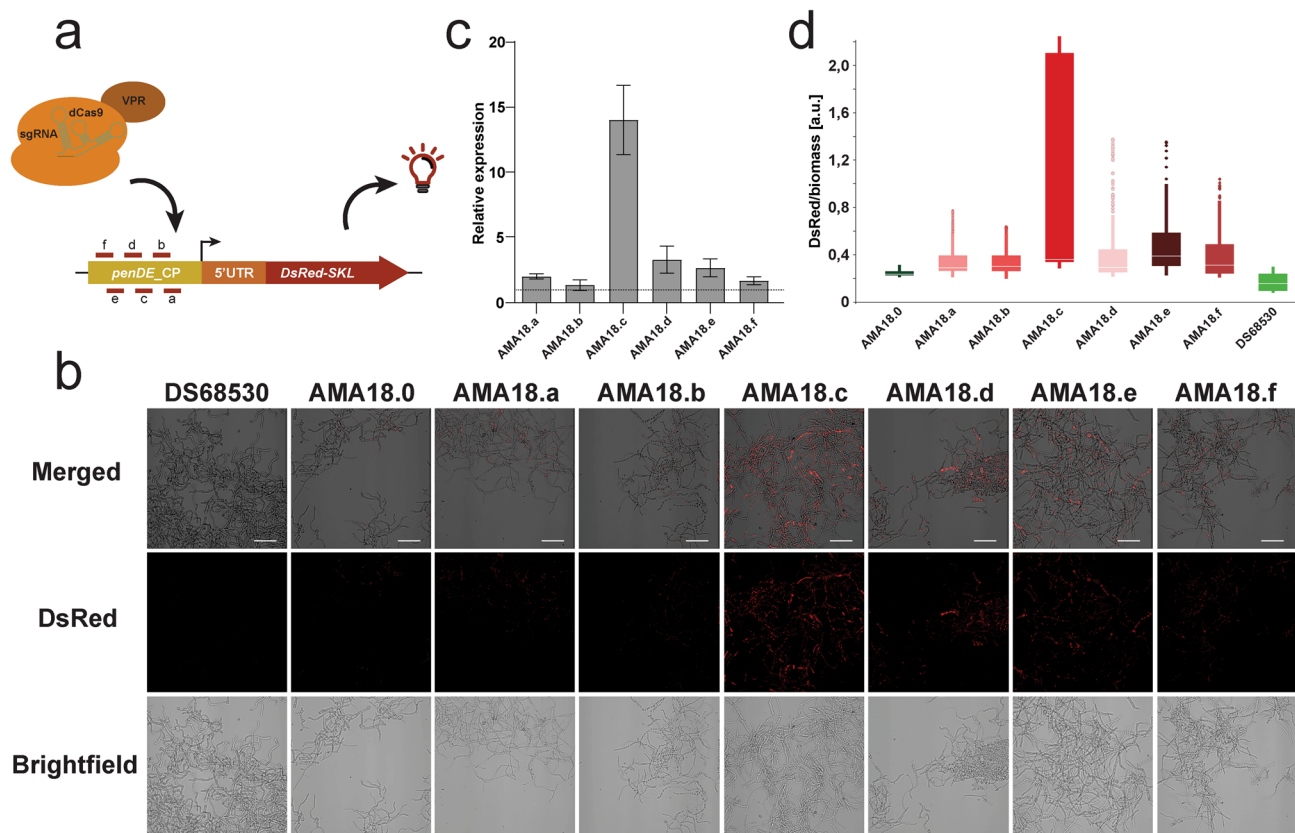 a
VPR
dCas9
sgRNA
f d b
penDE_CP 5'UTR DsRed-SKL
e c a
c
Relative expression
20
15
10
5
0
AMA18.a AMA18.b AMA18.c AMA18.d AMA18.e AMA18.f
d
DsRed/biomass [a.u.]
2,0
1,6
1,2
0,8
0,4
0
AMA18.0 AMA18.a AMA18.b AMA18.c AMA18.d AMA18.e AMA18.f DS68530
b
DS68530 AMA18.0 AMA18.a AMA18.b AMA18.c AMA18.d AMA18.e AMA18.f
Merged
DsRed
Brightfield